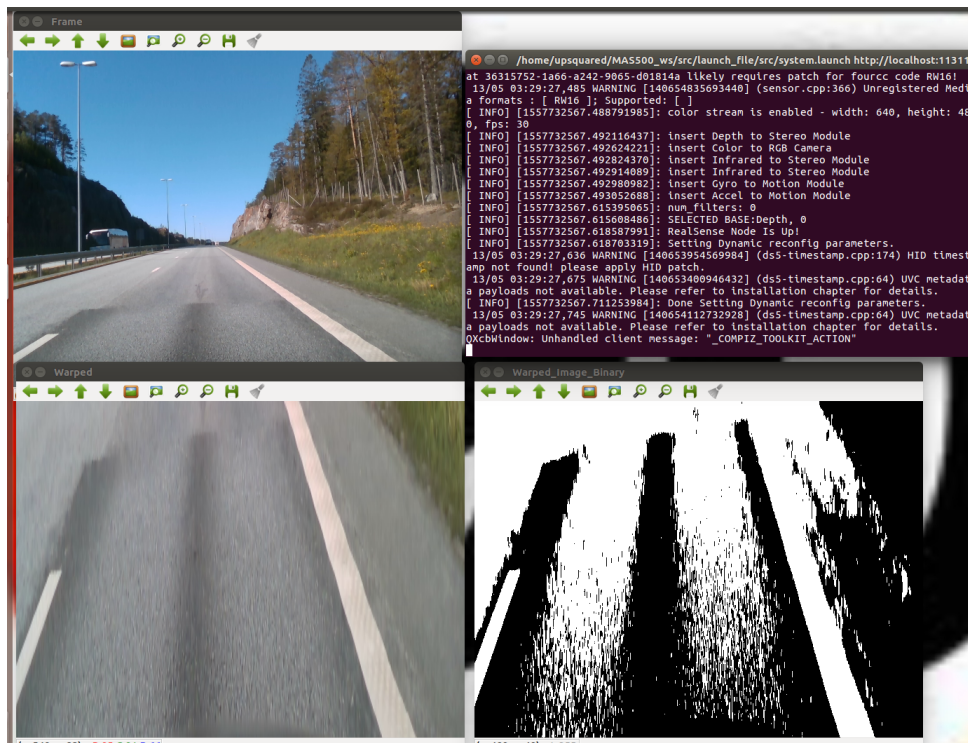 Frame
/home/upsquared/MAS500_ws/src/launch_file/src/system.launch http://localhost:11311
at 36315752-1a66-a242-9065-d01814a likely requires patch for fourcc code RW16!
13/05 03:29:27,485 WARNING [140654835693440] (sensor.cpp:366) Unregistered Medi
a formats : [ RW16 ]; Supported: [ ]
[ INFO] [1557732567.488791985]: color stream is enabled - width: 640, height: 48
0, fps: 30
[ INFO] [1557732567.492116437]: insert Depth to Stereo Module
[ INFO] [1557732567.492624221]: insert Color to RGB Camera
[ INFO] [1557732567.492824370]: insert Infrared to Stereo Module
[ INFO] [1557732567.492914089]: insert Infrared to Stereo Module
[ INFO] [1557732567.492980982]: insert Gyro to Motion Module
[ INFO] [1557732567.493052688]: insert Accel to Motion Module
[ INFO] [1557732567.615395065]: num_filters: 0
[ INFO] [1557732567.615608486]: SELECTED BASE:Depth, 0
[ INFO] [1557732567.618587991]: RealSense Node Is Up!
[ INFO] [1557732567.618703319]: Setting Dynamic reconfig parameters.
13/05 03:29:27,636 WARNING [140653954569984] (ds5-timestamp.cpp:174) HID timest
amp not found! please apply HID patch.
13/05 03:29:27,675 WARNING [140653400946432] (ds5-timestamp.cpp:64) UVC metadat
a payloads not available. Please refer to installation chapter for details.
[ INFO] [1557732567.711253984]: Done Setting Dynamic reconfig parameters.
13/05 03:29:27,745 WARNING [140654112732928] (ds5-timestamp.cpp:64) UVC metadat
a payloads not available. Please refer to installation chapter for details.
QXcbWindow: Unhandled client message: "_COMPIZ_TOOLKIT_ACTION"
Warped
Warped_Image_Binary